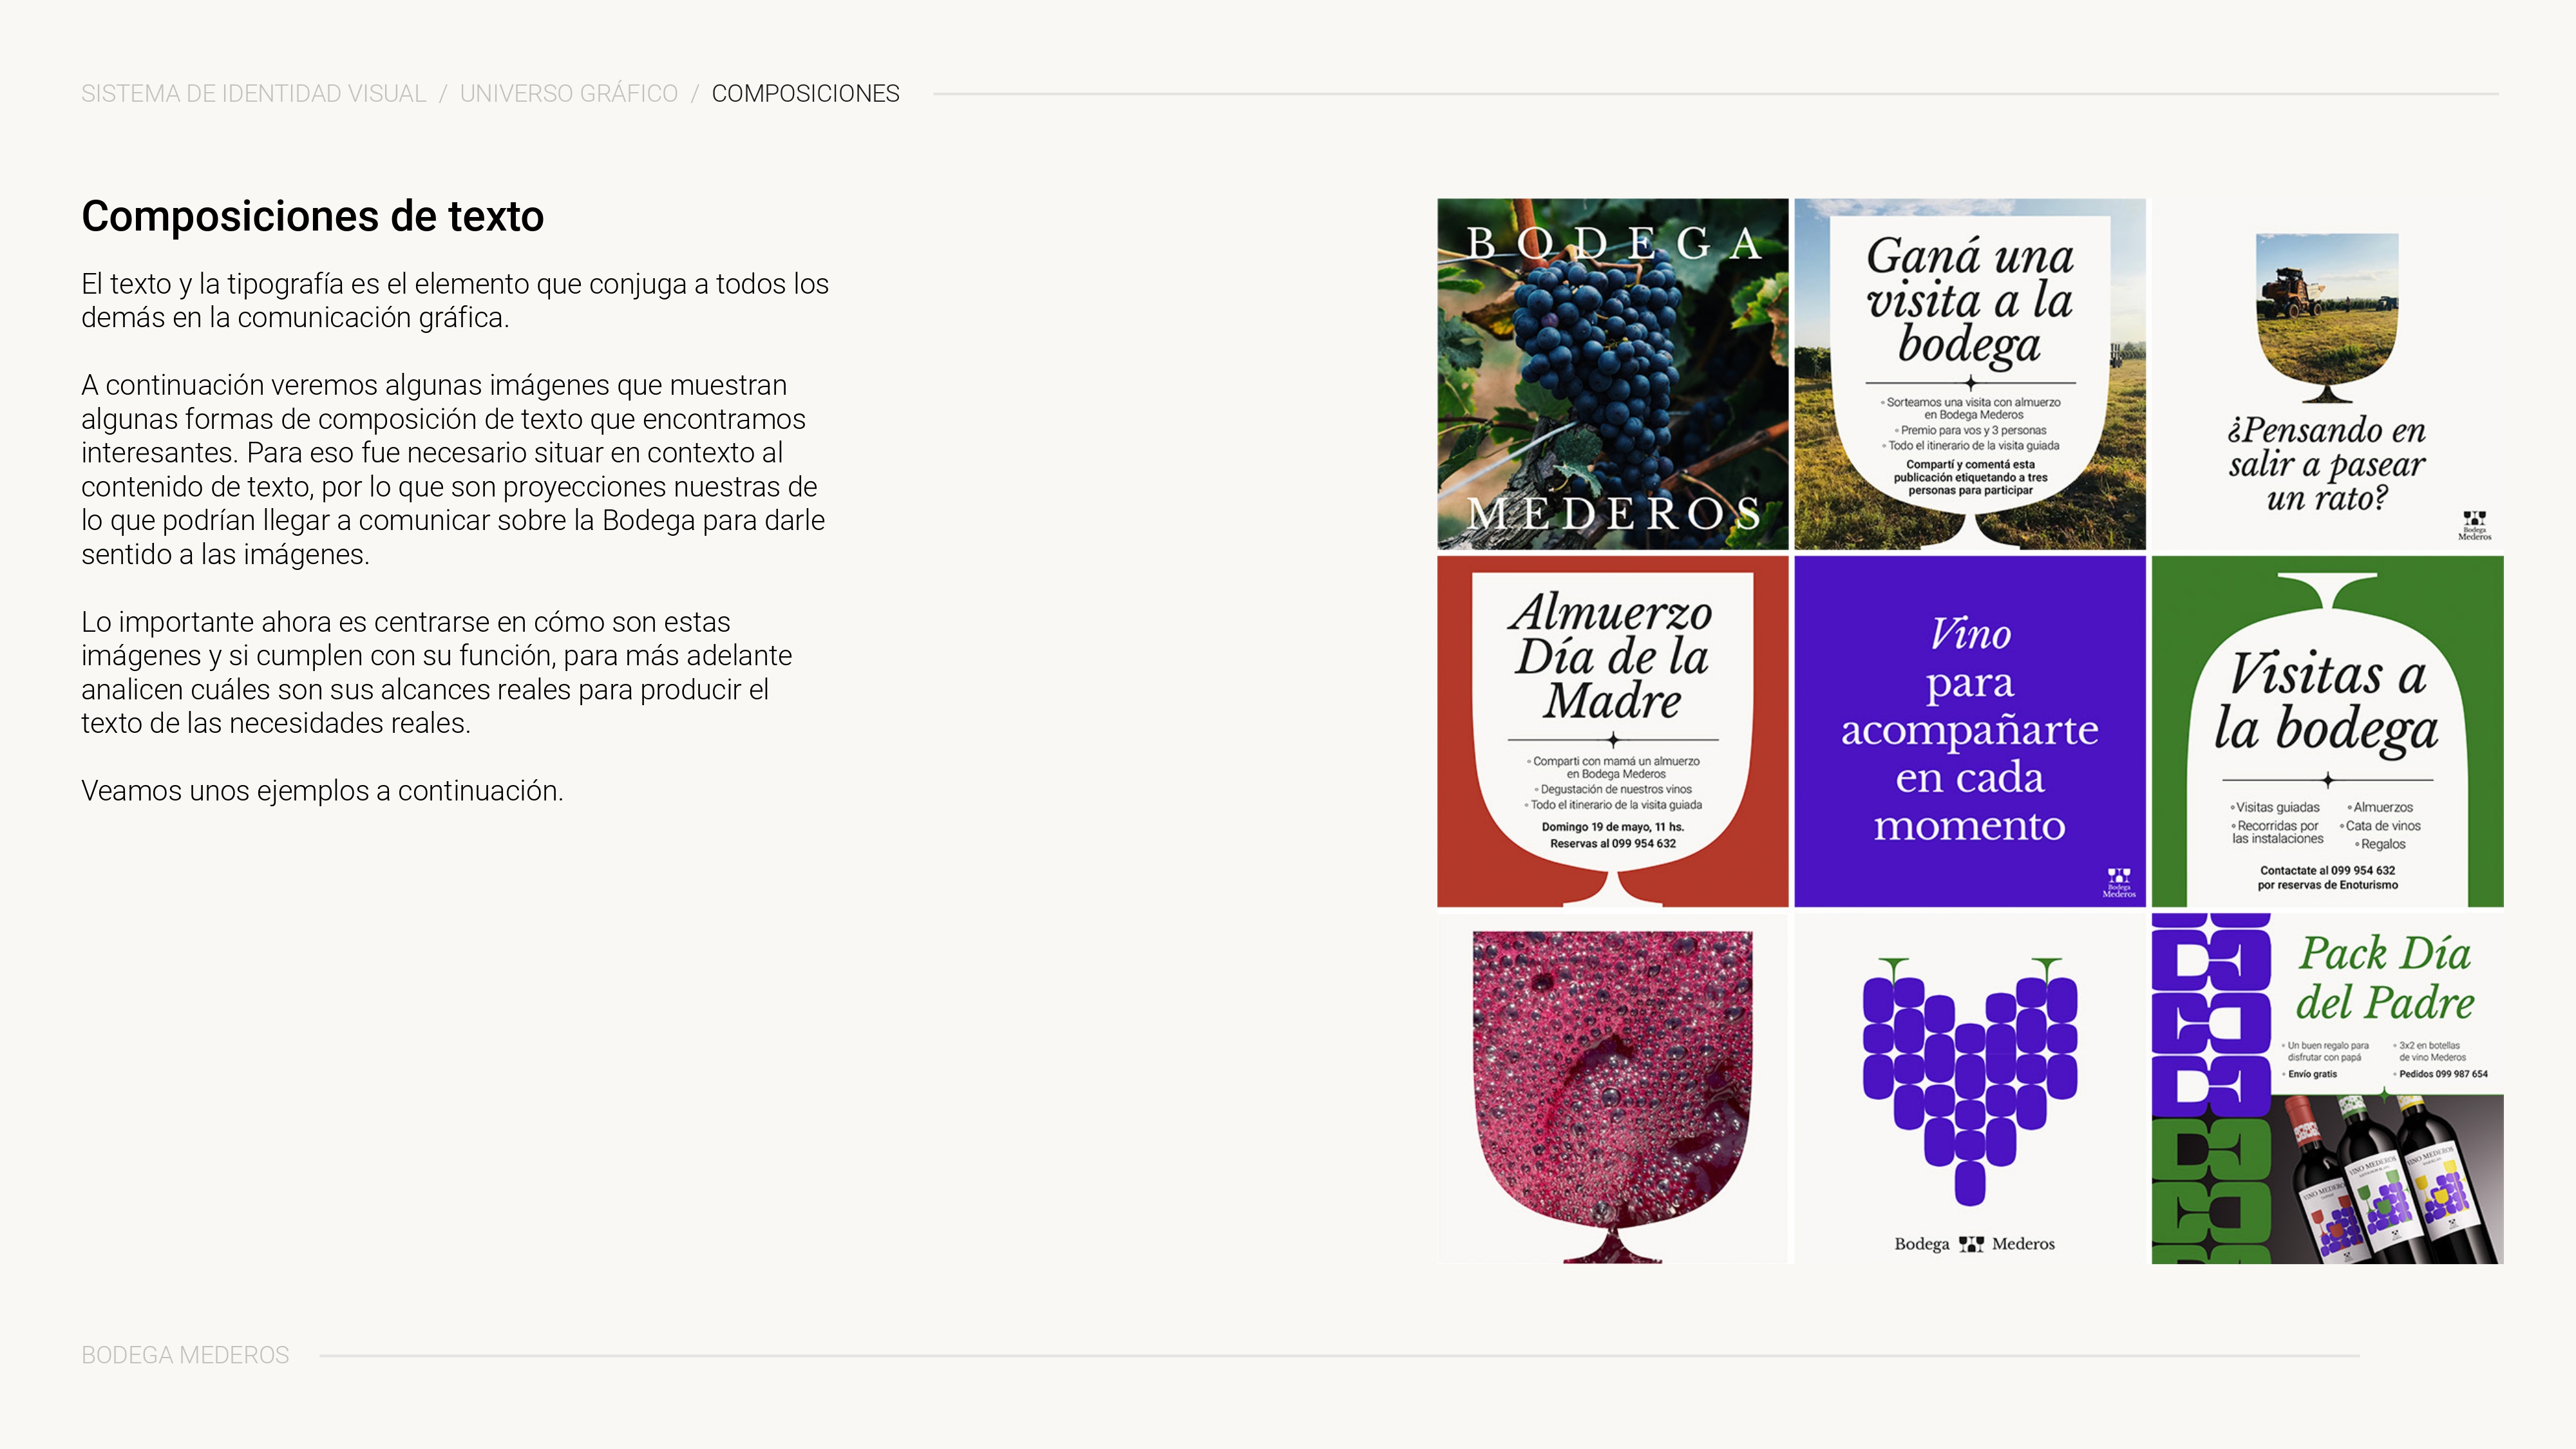 SISTEMA DE IDENTIDAD VISUAL / UNIVERSO GRÁFICO / COMPOSICIONES
Composiciones de texto
El texto y la tipografía es el elemento que conjuga a todos los
demás en la comunicación gráfica.
A continuación veremos algunas imágenes que muestran
algunas formas de composición de texto que encontramos
interesantes. Para eso fue necesario situar en contexto al
contenido de texto, por lo que son proyecciones nuestras de
lo que podrían llegar a comunicar sobre la Bodega para darle
sentido a las imágenes.
Lo importante ahora es centrarse en cómo son estas
imágenes y si cumplen con su función, para más adelante
analicen cuáles son sus alcances reales para producir el
texto de las necesidades reales.
Veamos unos ejemplos a continuación.
BODEGA
MEDEROS
Ganá una
visita a la
bodega
◦ Sorteamos una visita con almuerzo
en Bodega Mederos
◦ Premio para vos y 3 personas
◦ Todo el itinerario de la visita guiada
Compartí y comentá esta
publicación etiquetando a tres
personas para participar
¿Pensando en
salir a pasear
un rato?
Bodega
Mederos
Almuerzo
Día de la
Madre
◦ Compartí con mamá un almuerzo
en Bodega Mederos
◦ Degustación de nuestros vinos
◦ Todo el itinerario de la visita guiada
Domingo 19 de mayo, 11 hs.
Reservas al 099 954 632
Vino
para
acompañarte
en cada
momento
Bodega
Mederos
Visitas a
la bodega
◦ Visitas guiadas
◦ Recorridas por
las instalaciones
◦ Almuerzos
◦ Cata de vinos
◦ Regalos
Contactate al 099 954 632
por reservas de Enoturismo
Bodega Mederos
Pack Día
del Padre
◦ Un buen regalo para
disfrutar con papá
◦ Envío gratis
◦ 3x2 en botellas
de vino Mederos
◦ Pedidos 099 987 654
VINO MEDEROS
VINO MEDEROS
VINO MEDEROS
BODEGA MEDEROS